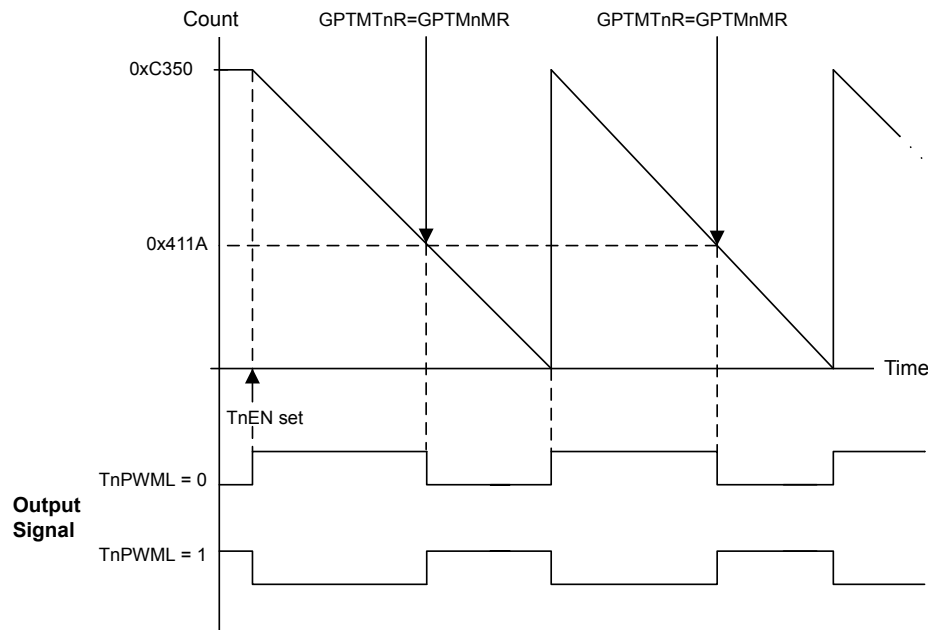 Count
GPTMTnR=GPTMnMR
GPTMTnR=GPTMnMR
0xC350
0x411A
Time
TnEN set
TnPWML = 0
Output
Signal
TnPWML = 1